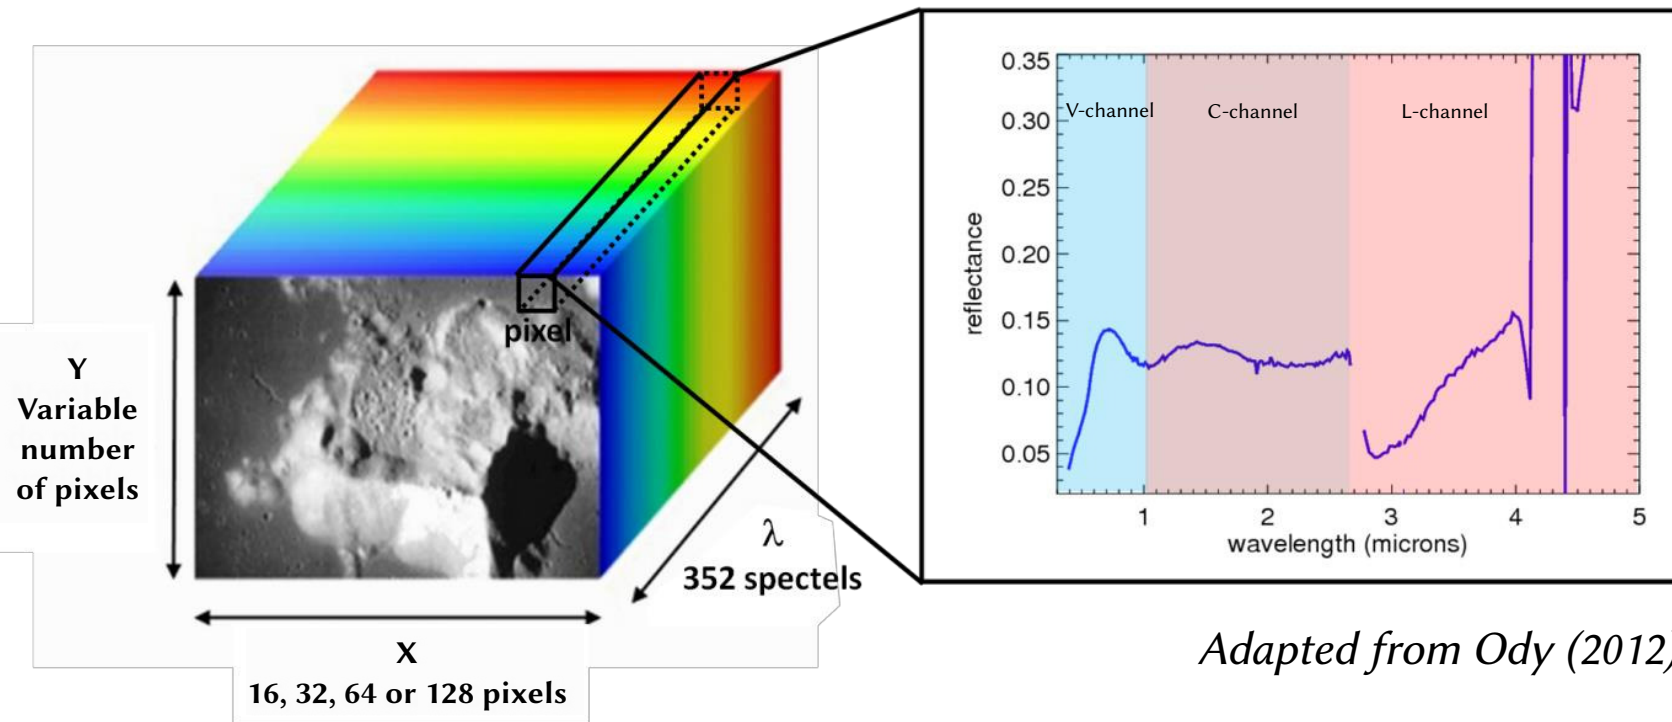 Y
Variable
number
of pixels
pixel
λ
352 spectels
X
16, 32, 64 or 128 pixels
0.35
0.30
0.25
0.20
0.15
0.10
0.05
reflectance
V-channel C-channel L-channel
1 2 3 4 5
wavelength (microns)
Adapted from Ody (2012)